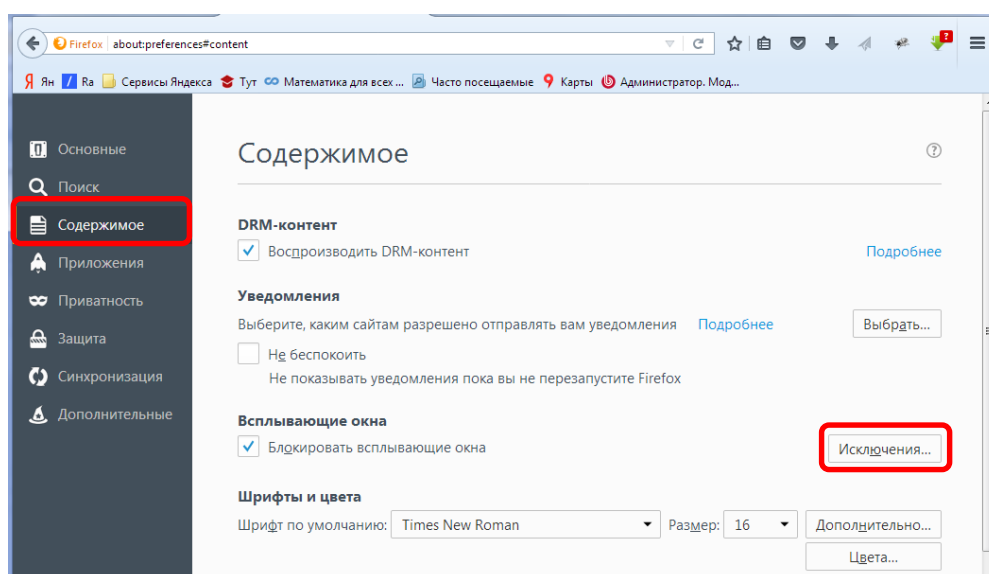 Firefox about:preferences#content
Ян Ra Сервисы Яндекса Тут Математика для всех ... Часто посещаемые Карты Администратор. Мод...
Основные
Поиск
Содержимое
Приложения
Приватность
Защита
Синхронизация
Дополнительные
Содержимое
DRM-контент
Воспроизводить DRM-контент Подробнее
Уведомления
Выберите, каким сайтам разрешено отправлять вам уведомления Подробнее Выбрать...
Не беспокоить
Не показывать уведомления пока вы не перезапустите Firefox
Всплывающие окна
Блокировать всплывающие окна Исключения...
Шрифты и цвета
Шрифт по умолчанию: Times New Roman Размер: 16 Дополнительно...
Цвета...